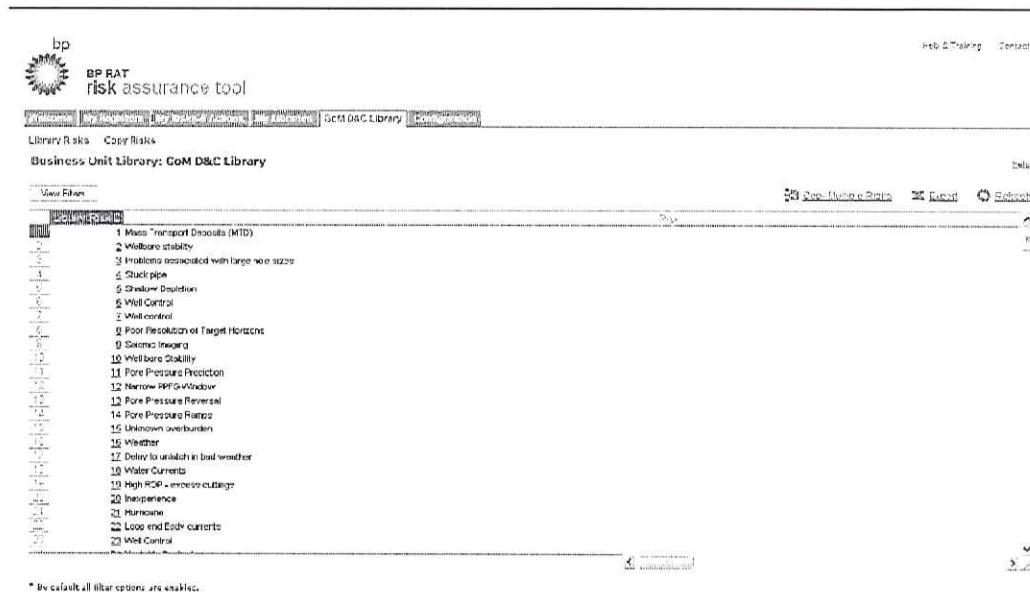 bp
Help & Training Contact
BP RAT
risk assurance tool
GoM D&C Library
Library Risks Copy Risks
Business Unit Library: GoM D&C Library
View Filters
Copy Multiple Risks Export Refresh
Risk
1 Mass Transport Deposits (MTD)
2 Wellbore stability
3 Problems associated with large hole sizes
4 Stuck pipe
5 Shallow Depletion
6 Well Control
7 Well control
8 Poor Resolution of Target Horizons
9 Seismic Imaging
10 Wellbore Stability
11 Pore Pressure Prediction
12 Narrow PPFG Window
13 Pore Pressure Reversal
14 Pore Pressure Ramps
15 Unknown overburden
16 Weather
17 Delay to unlatch in bad weather
18 Water Currents
19 High ROP - excess cuttings
20 Inexperience
21 Hurricane
22 Loop and Eddy currents
23 Well Control
* By default all filter options are enabled.